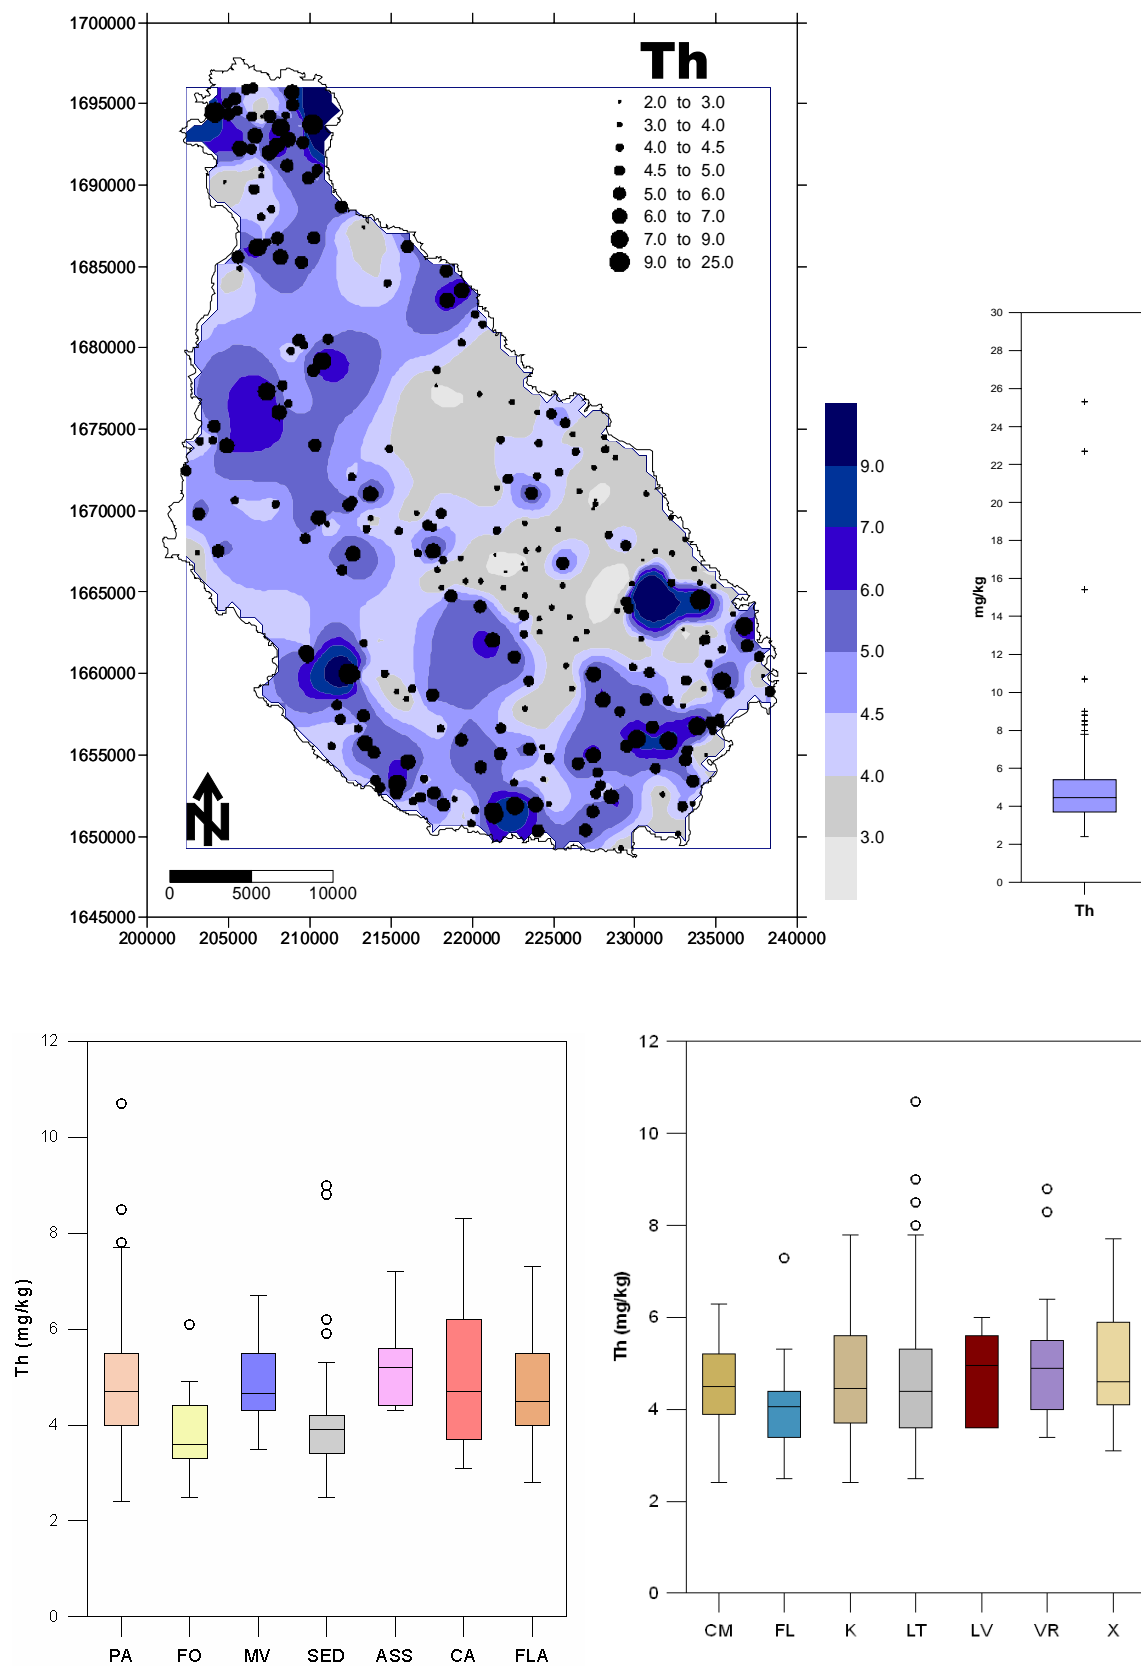 Th
2.0 to 3.0
3.0 to 4.0
4.0 to 4.5
4.5 to 5.0
5.0 to 6.0
6.0 to 7.0
7.0 to 9.0
9.0 to 25.0
1700000
1695000
1690000
1685000
1680000
1675000
1670000
1665000
1660000
1655000
1650000
1645000
200000 205000 210000 215000 220000 225000 230000 235000 240000
N
0 5000 10000
9.0
7.0
6.0
5.0
4.5
4.0
3.0
30
28
26
24
22
20
18
16
14
12
10
8
6
4
2
0
mg/kg
Th
12
10
8
6
4
2
0
Th (mg/kg)
PA FO MV SED ASS CA FLA
12
10
8
6
4
2
0
Th (mg/kg)
CM FL K LT LV VR X